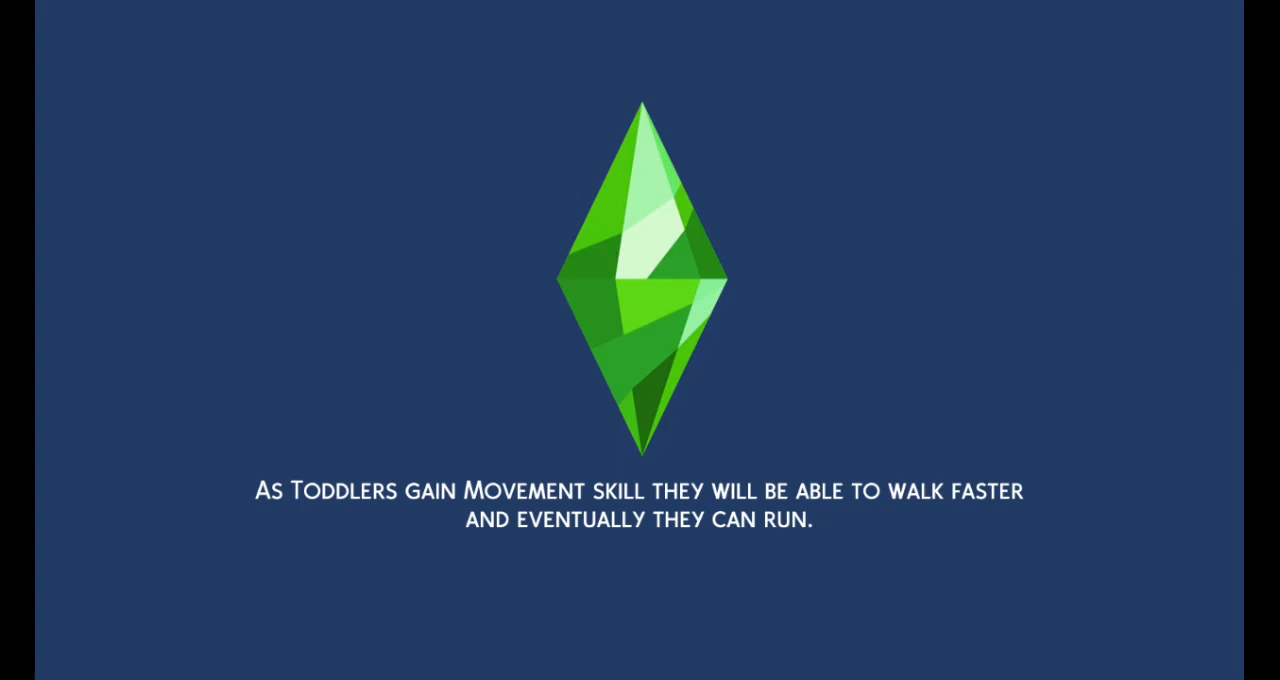 As Toddlers gain Movement skill they will be able to walk faster
and eventually they can run.